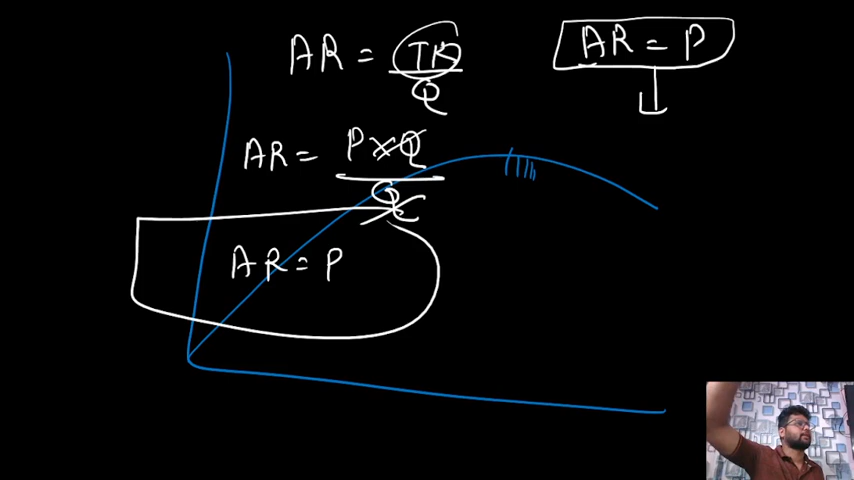 AR = TR / Q
AR = P
AR = P × Q / Q
AR = P